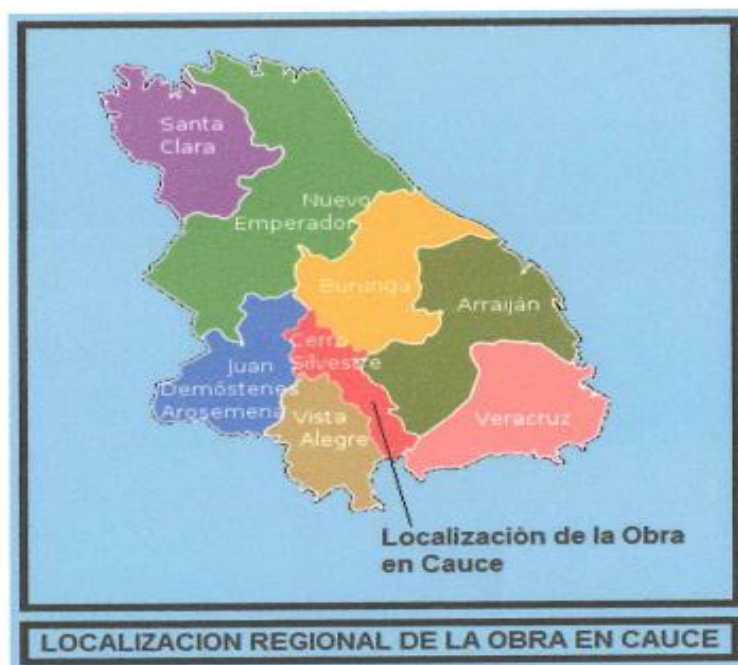 Santa
Clara
Nuevo
Emperador
Burunga
Arraiján
Cerro
Silvestre
Juan
Demóstenes
Arosemena
Vista
Alegre
Veracruz
Localizaciòn de la Obra
en Cauce
LOCALIZACION REGIONAL DE LA OBRA EN CAUCE